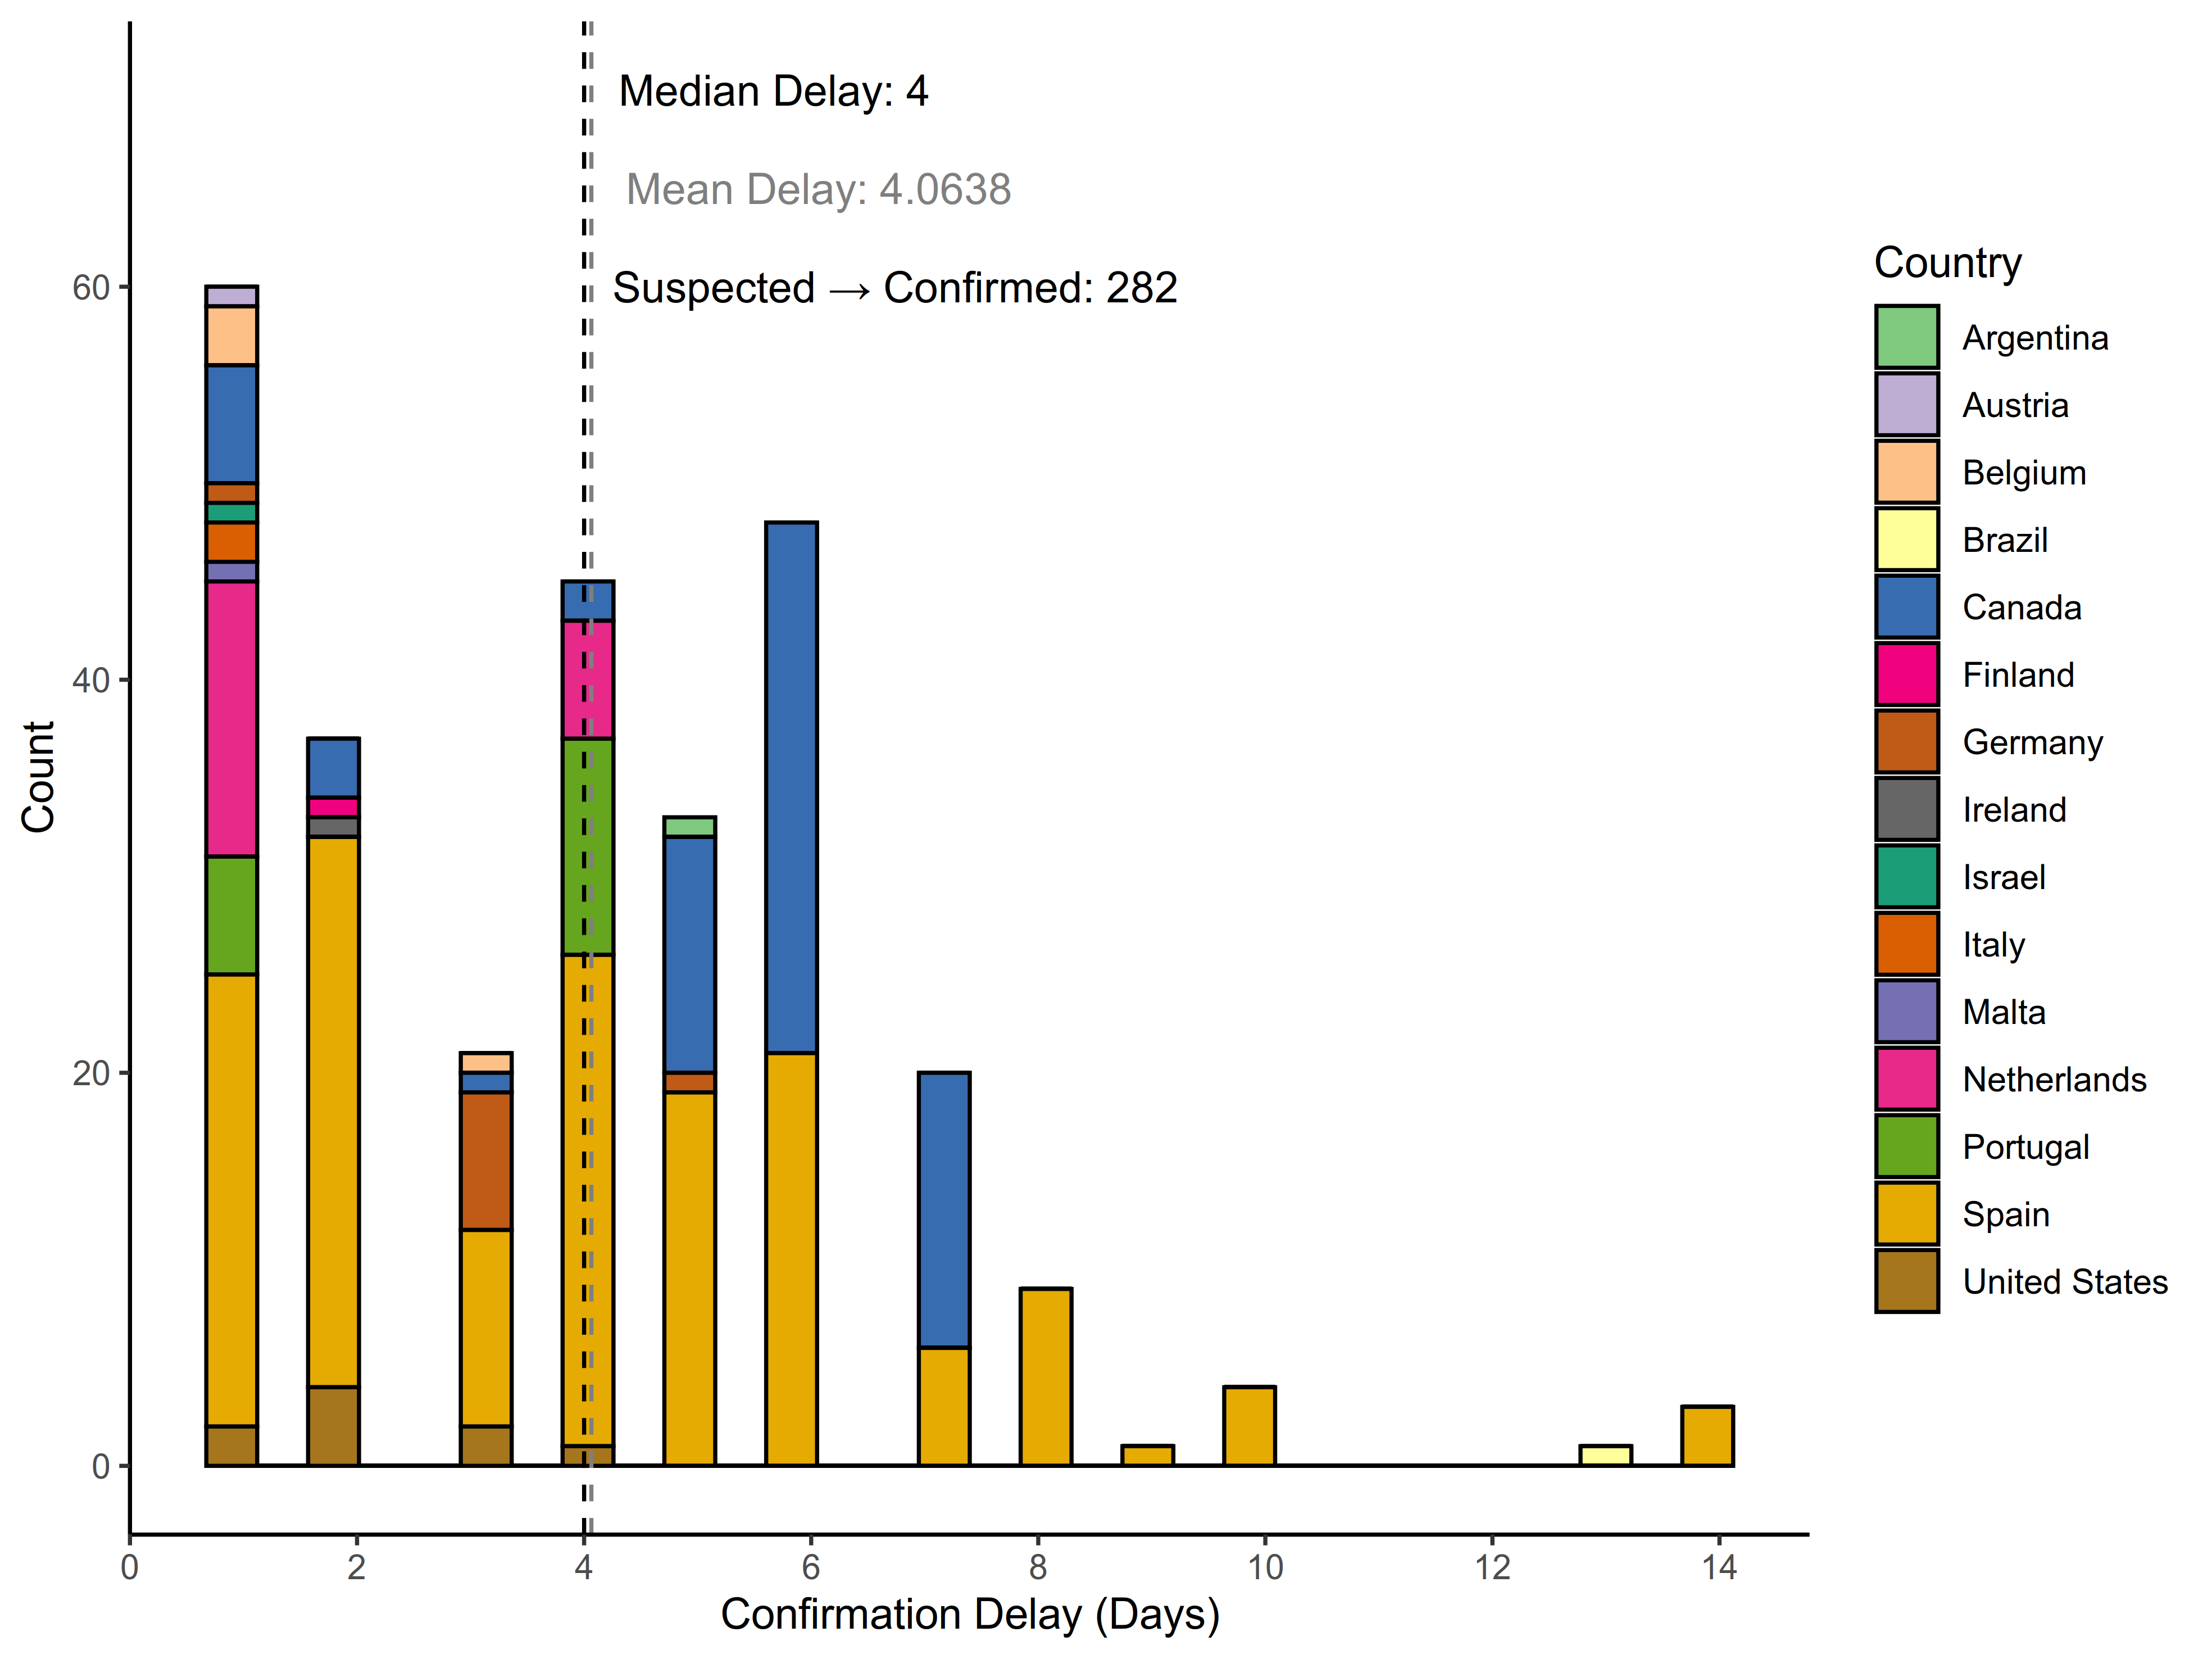 Median Delay: 4
Mean Delay: 4.0638
Suspected → Confirmed: 282
60
40
20
0
Count
0 2 4 6 8 10 12 14
Confirmation Delay (Days)
Country
Argentina
Austria
Belgium
Brazil
Canada
Finland
Germany
Ireland
Israel
Italy
Malta
Netherlands
Portugal
Spain
United States